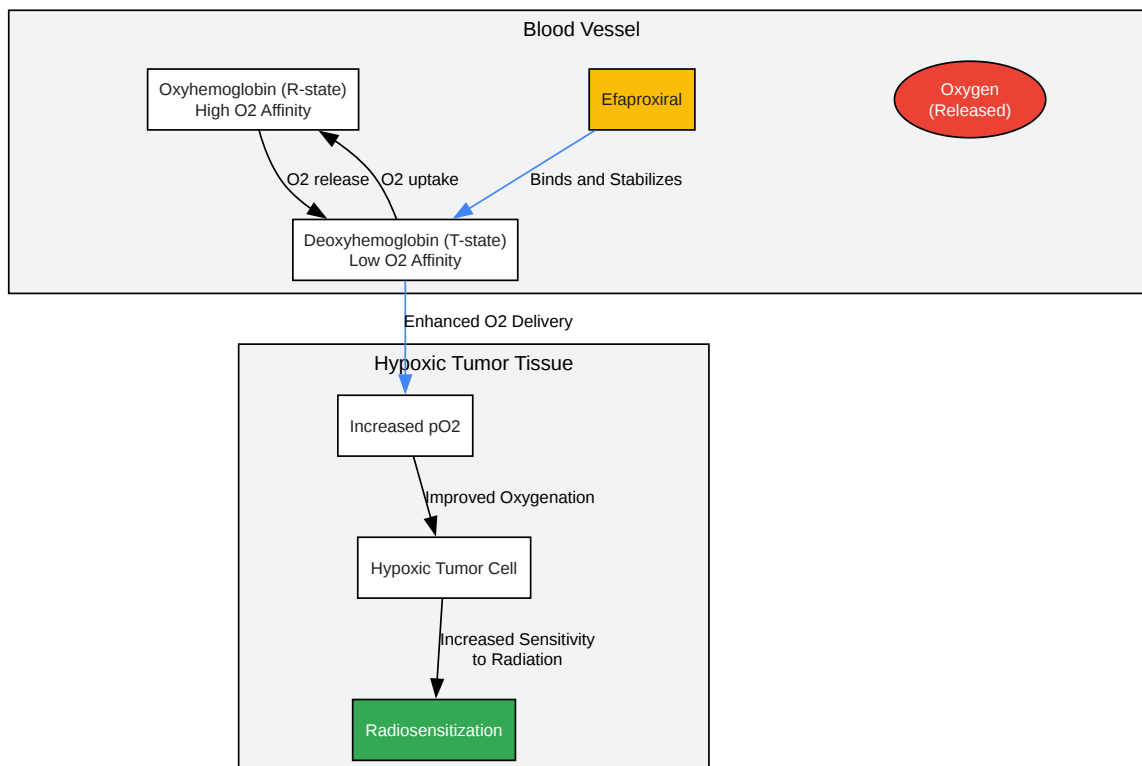 Blood Vessel
Oxyhemoglobin (R-state)
High O2 Affinity
Efaproxiral
Oxygen
(Released)
O2 release
O2 uptake
Binds and Stabilizes
Deoxyhemoglobin (T-state)
Low O2 Affinity
Enhanced O2 Delivery
Hypoxic Tumor Tissue
Increased pO2
Improved Oxygenation
Hypoxic Tumor Cell
Increased Sensitivity
to Radiation
Radiosensitization